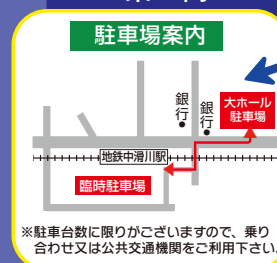 駐車場案内
銀行
銀行
大ホール
駐車場
地鉄中滑川駅
臨時駐車場
※駐車台数に限りがございますので、乗り
合わせ又は公共交通機関をご利用下さい。